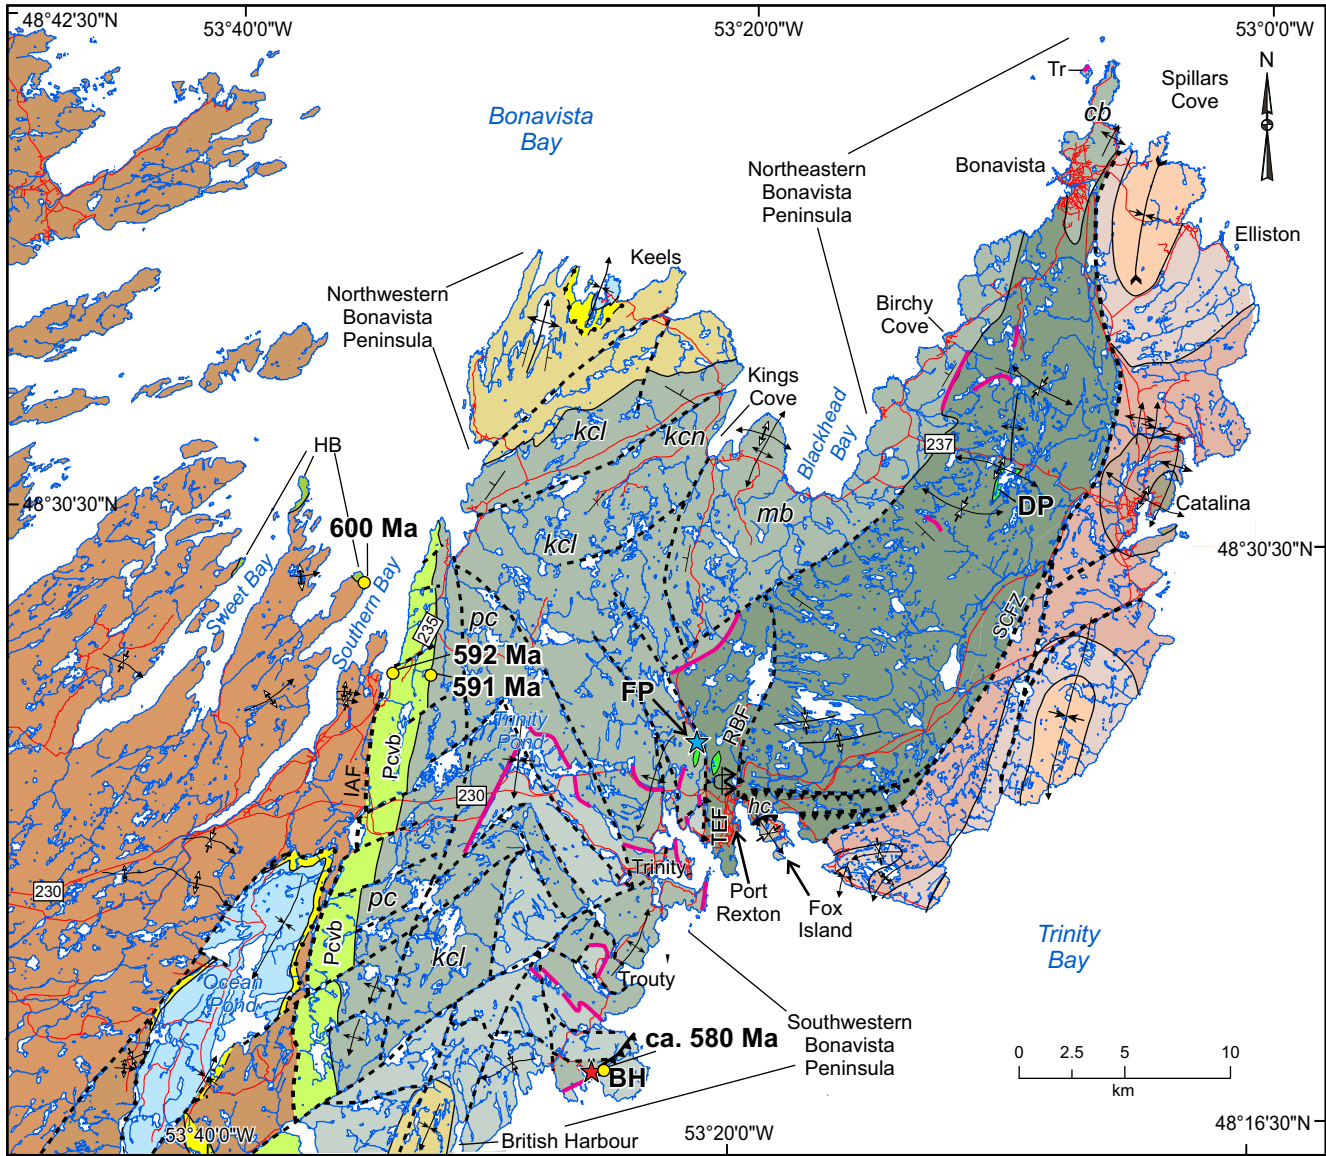 48°42'30"N
53°40'0"W
53°20'0"W
53°0'0"W
N
Tr
Spillars
Cove
cb
Bonavista
Bay
Bonavista
Northeastern
Bonavista
Peninsula
Elliston
Keels
Northwestern
Bonavista
Peninsula
Birchy
Cove
Kings
Cove
Blackhead
Bay
kcl
kcn
237
HB
48°30'30"N
600 Ma
mb
DP
Catalina
kcl
48°30'30"N
Sweet Bay
Southern Bay
235
pc
SCFZ
592 Ma
591 Ma
FP
Trinity
Pond
RBF
Pcvb
IAF
230
hc
TEF
Trinity
230
pc
Port
Rexton
Fox
Island
Pcvb
kcl
Trinity
Bay
Ocean
Pond
Trouty
Southwestern
Bonavista
Peninsula
ca. 580 Ma
BH
0 2.5 5 10
km
53°40'0"W
British Harbour
53°20'0"W
48°16'30"N